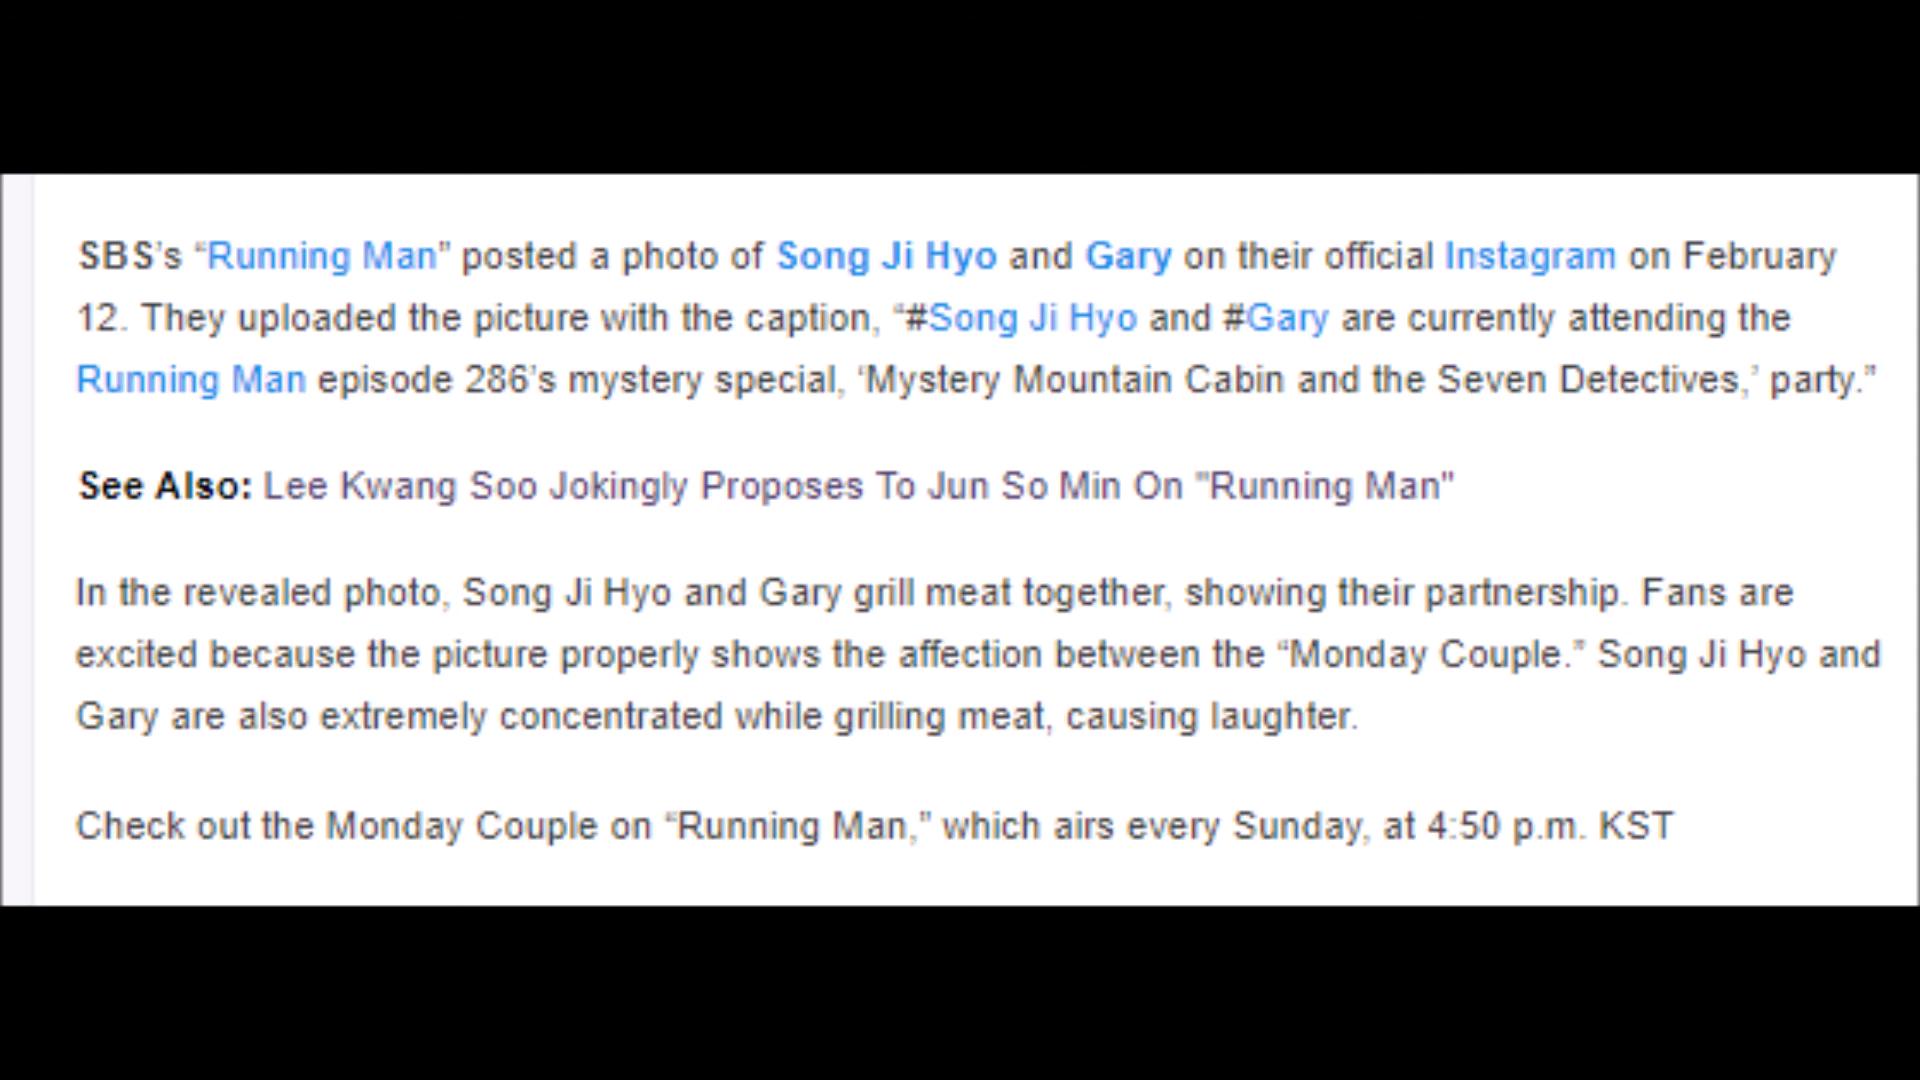 SBS’s “Running Man” posted a photo of Song Ji Hyo and Gary on their official Instagram on February
12. They uploaded the picture with the caption, “#Song Ji Hyo and #Gary are currently attending the
Running Man episode 286’s mystery special, ‘Mystery Mountain Cabin and the Seven Detectives,’ party.”
See Also: Lee Kwang Soo Jokingly Proposes To Jun So Min On "Running Man"
In the revealed photo, Song Ji Hyo and Gary grill meat together, showing their partnership. Fans are
excited because the picture properly shows the affection between the “Monday Couple.” Song Ji Hyo and
Gary are also extremely concentrated while grilling meat, causing laughter.
Check out the Monday Couple on “Running Man,” which airs every Sunday, at 4:50 p.m. KST